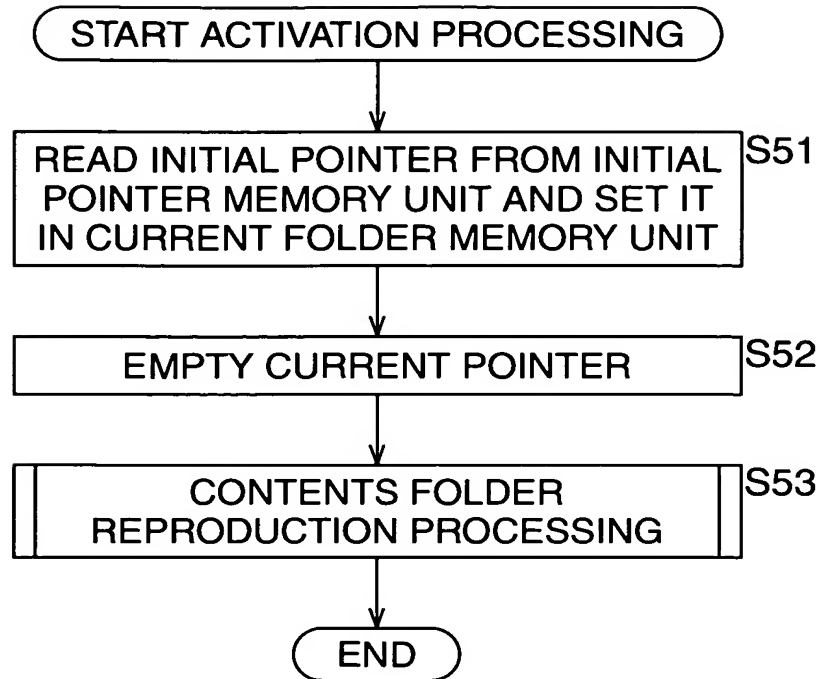 START ACTIVATION PROCESSING
S51
READ INITIAL POINTER FROM INITIAL
POINTER MEMORY UNIT AND SET IT
IN CURRENT FOLDER MEMORY UNIT
S52
EMPTY CURRENT POINTER
S53
CONTENTS FOLDER
REPRODUCTION PROCESSING
END